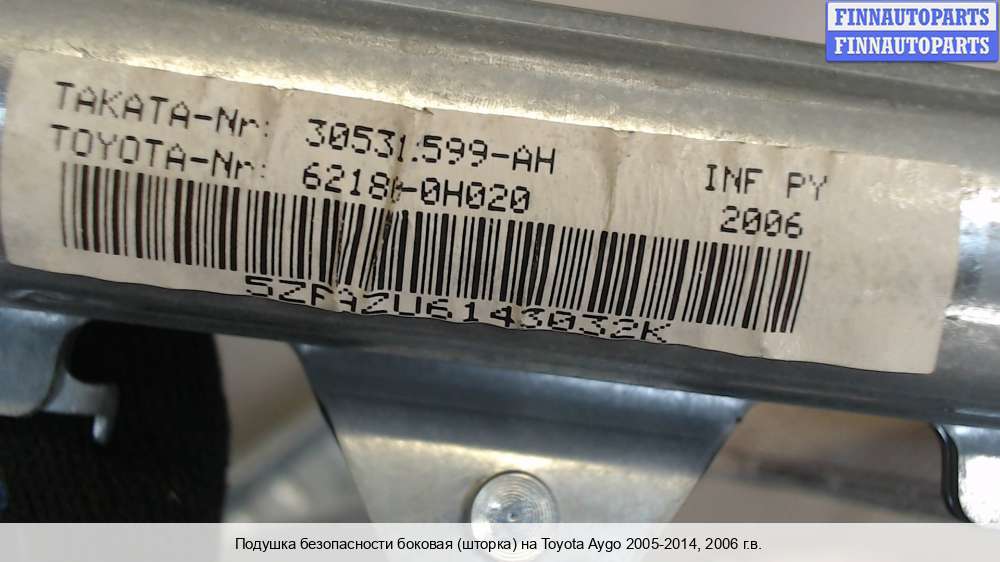 FINNAUTOPARTS
FINNAUTOPARTS
TAKATA-Nr: 30531599-AH
TOYOTA-Nr: 62180-0H020
INF PY
2006
5ZFAZU6143032K
Подушка безопасности боковая (шторка) на Toyota Aygo 2005-2014, 2006 г.в.